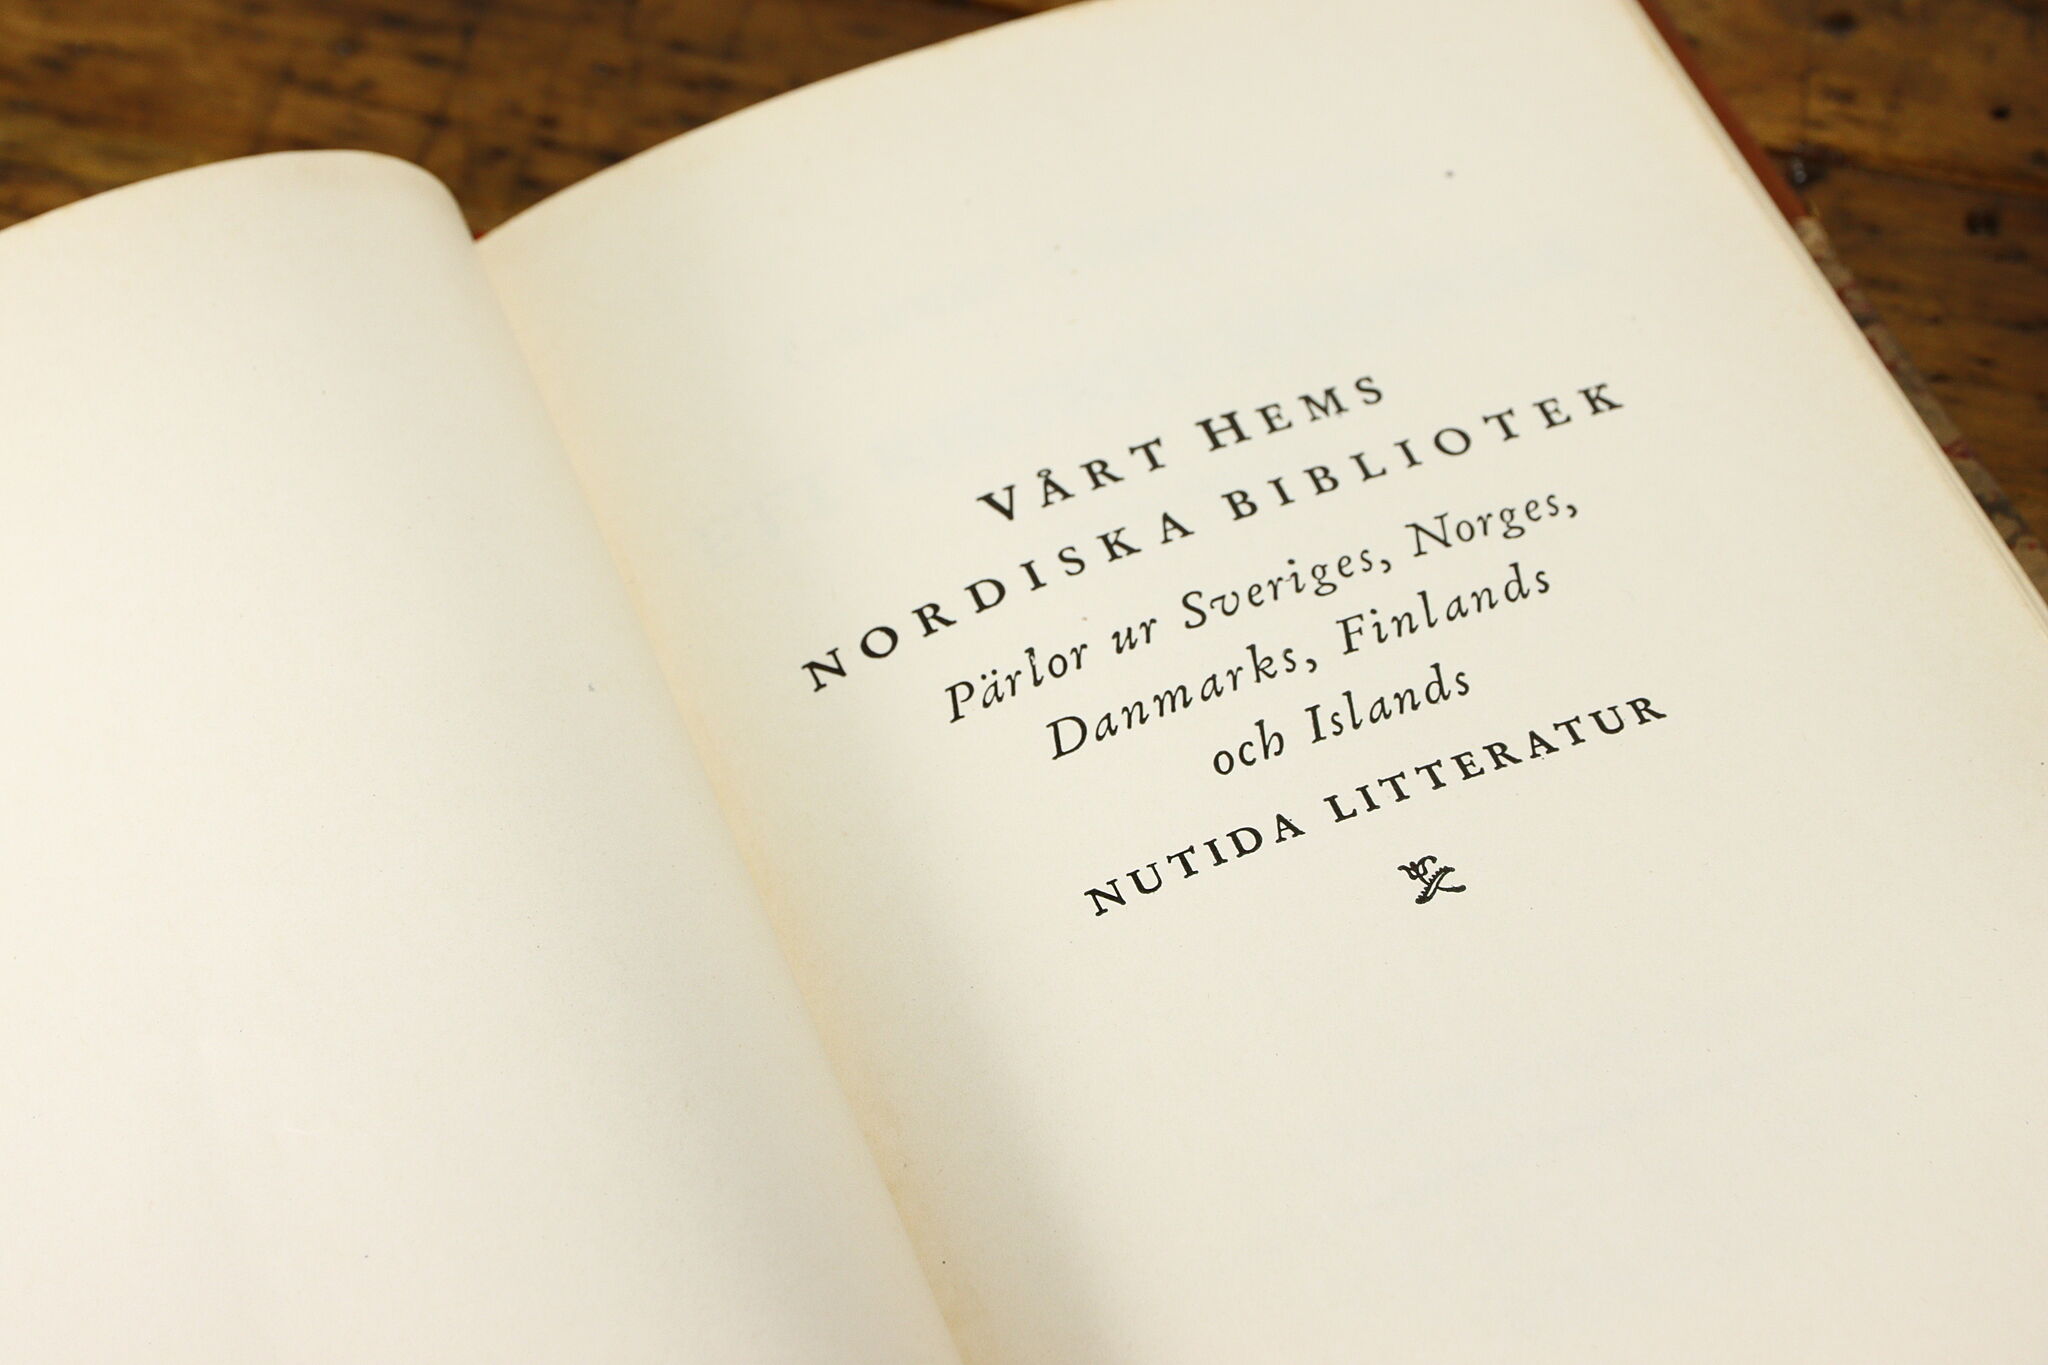 VÅRT HEMS
NORDISKA BIBLIOTEK
Pärlor ur Sveriges, Norges,
Danmarks, Finlands
och Islands
NUTIDA LITTERATUR